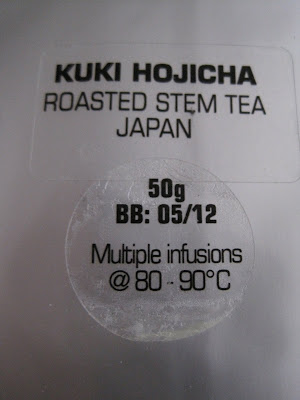 KUKI HOJICHA
ROASTED STEM TEA
JAPAN
50g
BB: 05/12
Multiple infusions
@ 80 - 90°C